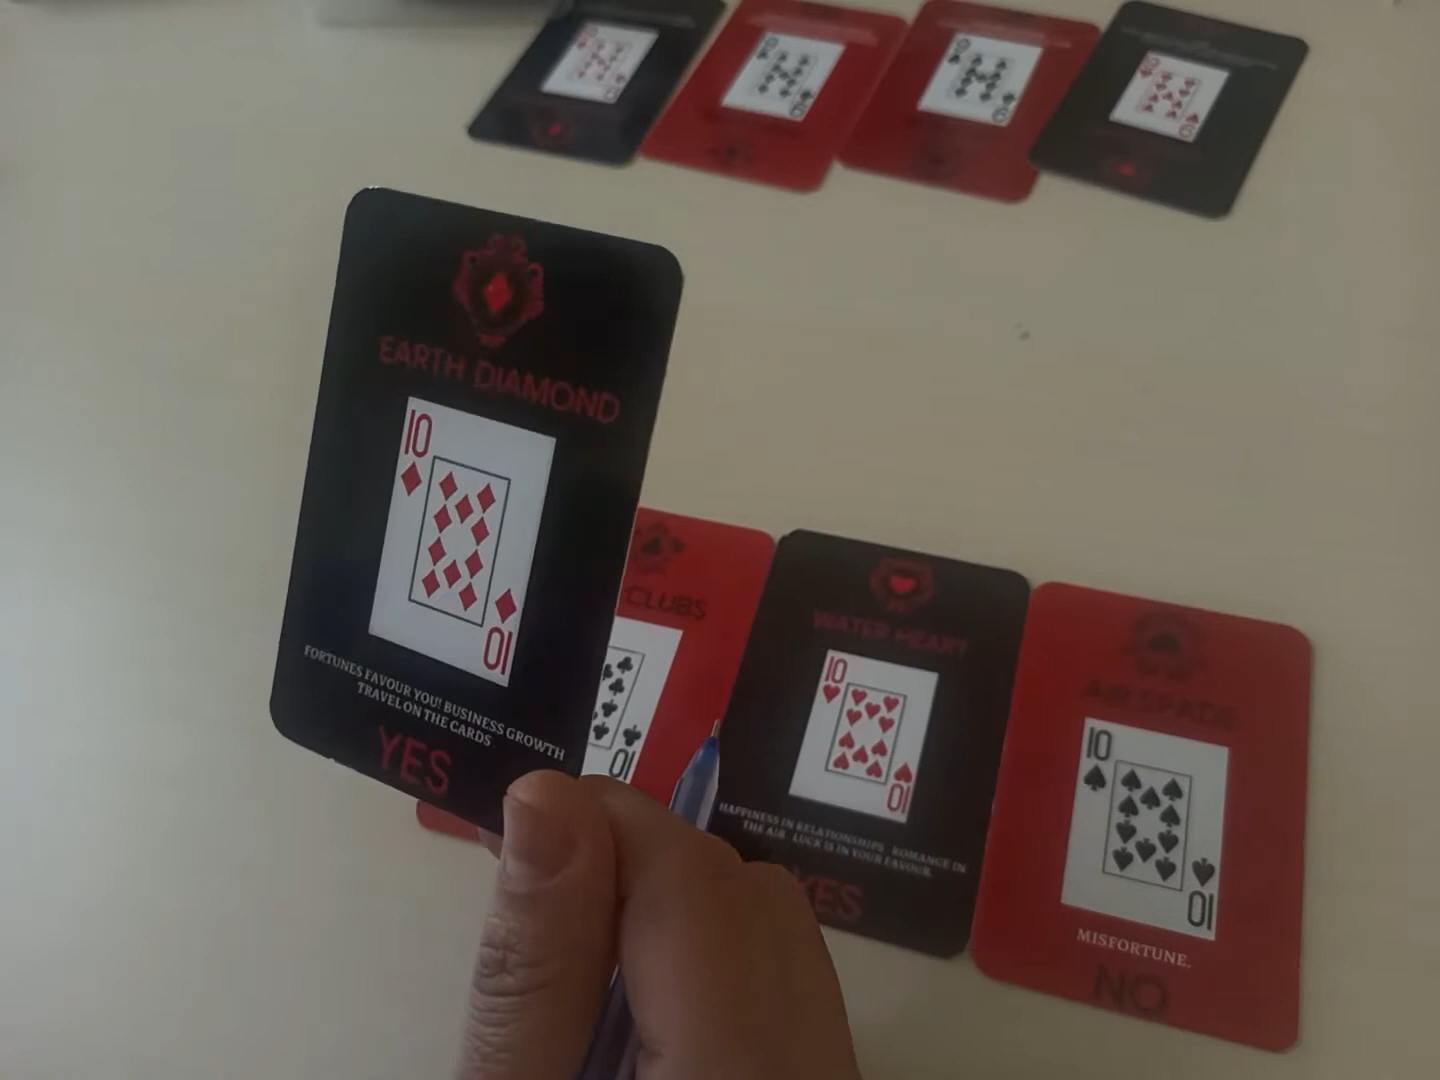 EARTH DIAMOND
10
10
FORTUNES FAVOUR YOU! BUSINESS GROWTH
TRAVEL ON THE CARDS
YES
CLUBS
10
WATER HEART
10
10
HAPPINESS IN RELATIONSHIPS ROMANCE IN
THE AIR LUCK IS IN YOUR FAVOUR.
YES
AIR SPADE
10
10
MISFORTUNE.
NO